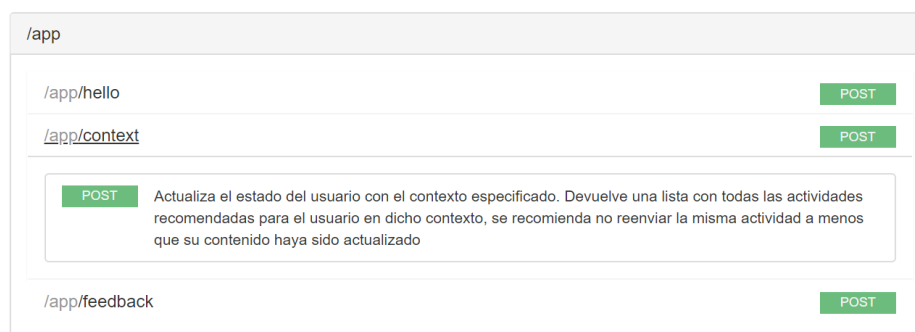 /app
/app/hello POST
/app/context POST
POST Actualiza el estado del usuario con el contexto especificado. Devuelve una lista con todas las actividades
recomendadas para el usuario en dicho contexto, se recomienda no reenviar la misma actividad a menos
que su contenido haya sido actualizado
/app/feedback POST